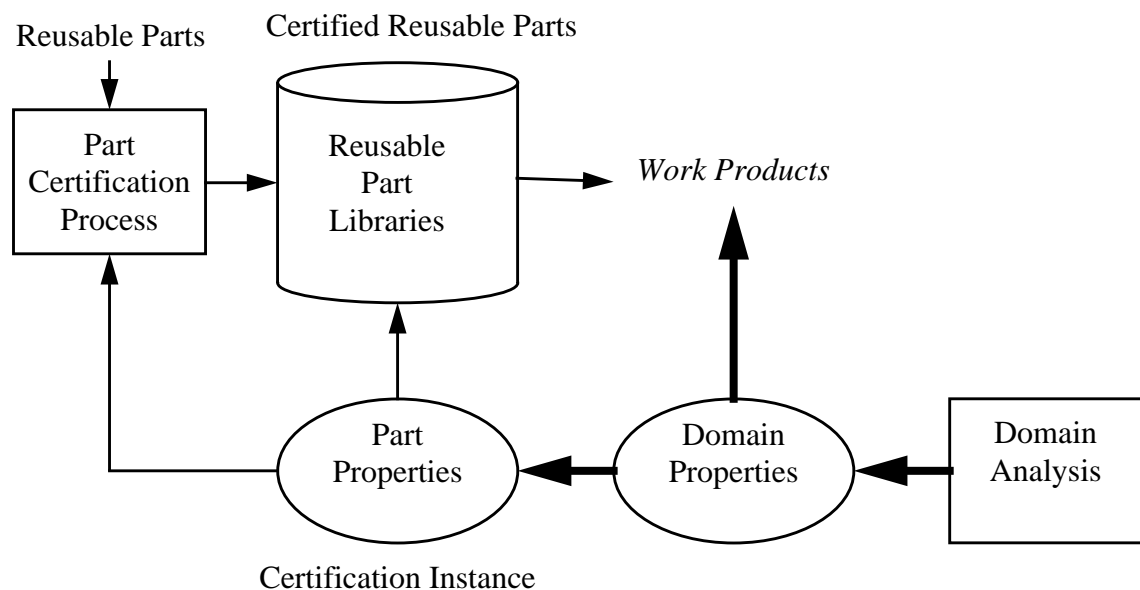 Reusable Parts
Certified Reusable Parts
Part
Certification
Process
Reusable
Part
Libraries
Work Products
Part
Properties
Domain
Properties
Domain
Analysis
Certification Instance